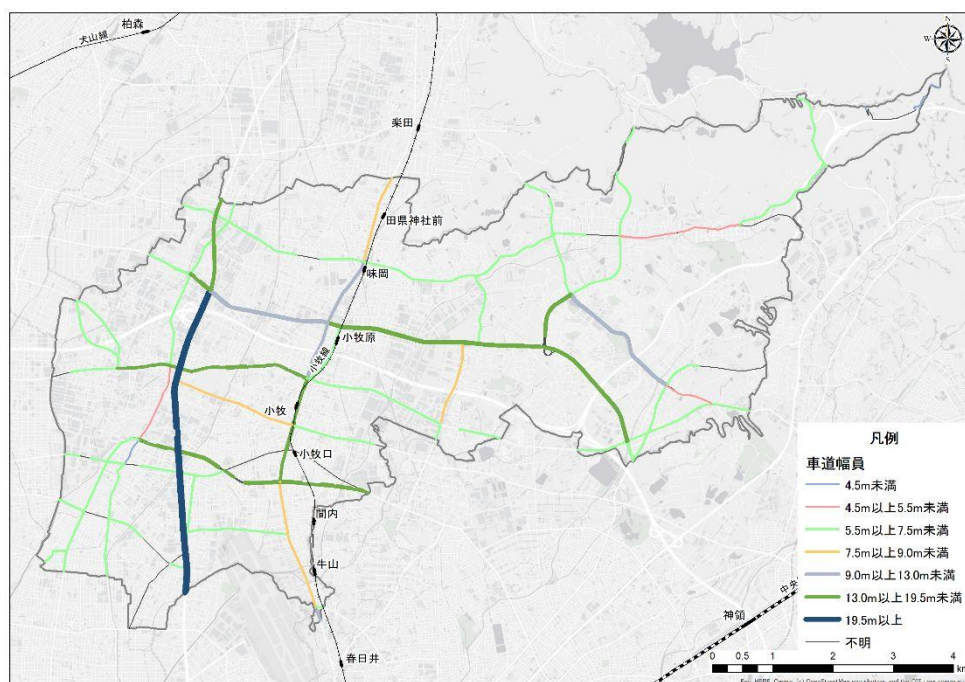 柏森
犬山線
N
W
楽田
田県神社前
味岡
小牧原
小牧線
小牧
小牧口
間内
牛山
春日井
神領
中央
凡例
車道幅員
4.5m未満
4.5m以上5.5m未満
5.5m以上7.5m未満
7.5m以上9.0m未満
9.0m以上13.0m未満
13.0m以上19.5m未満
19.5m以上
不明
0 0.5 1 2 3 4
km